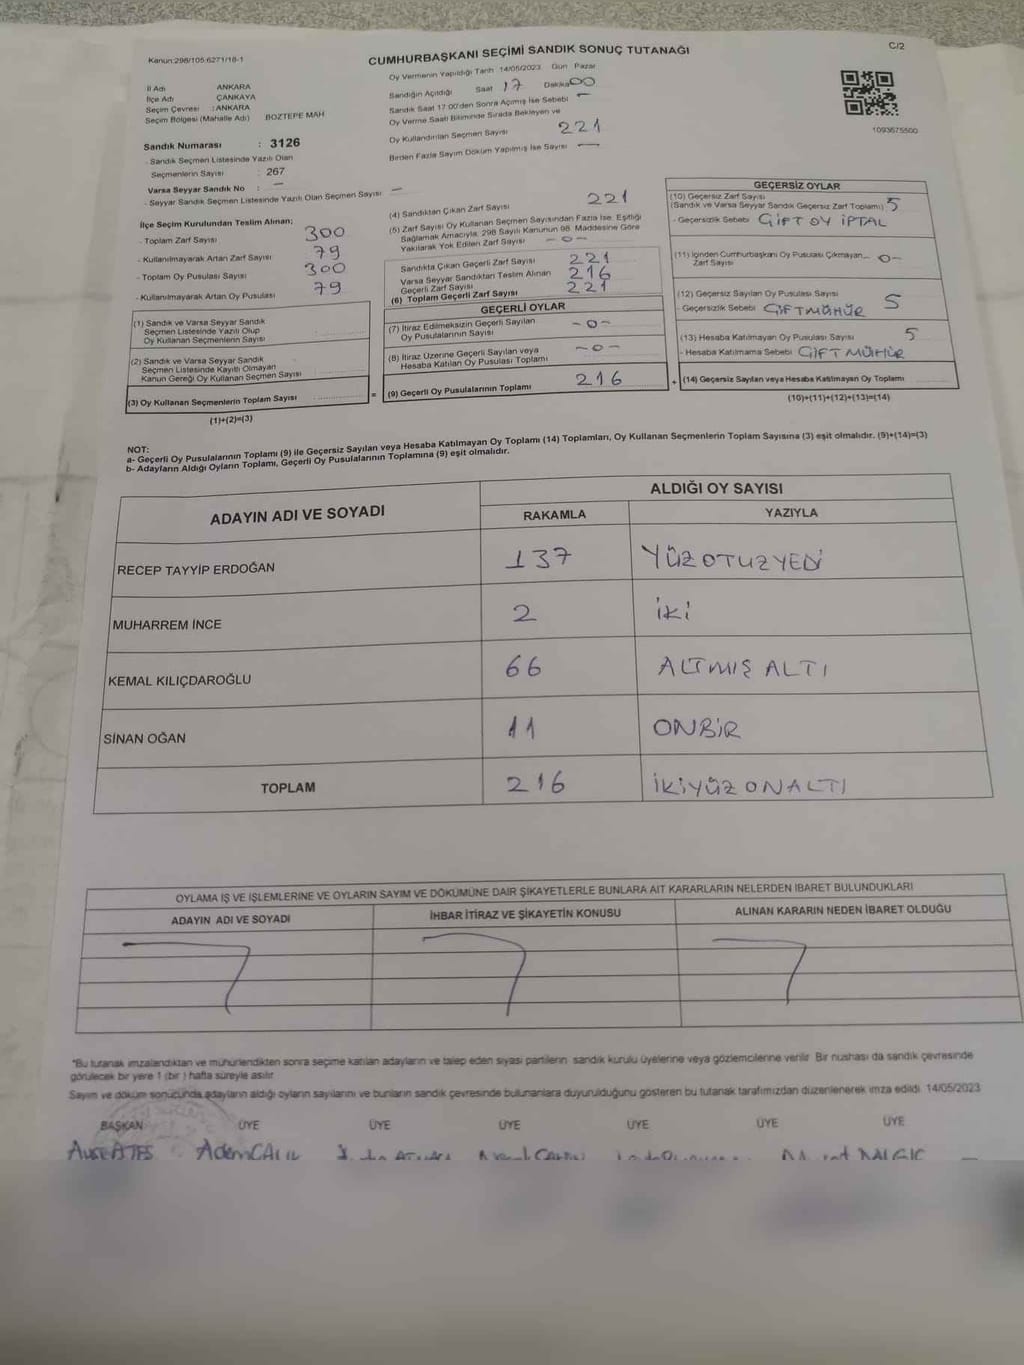 Kanun:298/105.6271/18-1
CUMHURBAŞKANI SEÇİMİ SANDIK SONUÇ TUTANAĞI
C/2
İl Adı ANKARA
İlçe Adı ÇANKAYA
Seçim Çevresi : ANKARA
Seçim Bölgesi (Mahalle Adı) BOZTEPE MAH
Sandık Numarası : 3126
- Sandık Seçmen Listesinde Yazılı Olan
Seçmenlerin Sayısı : 267
Varsa Seyyar Sandık No : —
- Seyyar Sandık Seçmen Listesinde Yazılı Olan Seçmen Sayısı —
Oy Vermenin Yapıldığı Tarih 14/05/2023 Gün Pazar
Sandığın Açıldığı Saat 17 Dakika 00
Sandık Saat 17.00'den Sonra Açılmış İse Sebebi —
Oy Verme Saati Bitiminde Sırada Bekleyen ve
Oy Kullandırılan Seçmen Sayısı 221
Birden Fazla Sayım Döküm Yapılmış İse Sayısı —
1093675500
İlçe Seçim Kurulundan Teslim Alınan;
- Toplam Zarf Sayısı 300
- Kullanılmayarak Artan Zarf Sayısı 79
- Toplam Oy Pusulası Sayısı 300
- Kullanılmayarak Artan Oy Pusulası 79
(1) Sandık ve Varsa Seyyar Sandık
Seçmen Listesinde Yazılı Olup
Oy Kullanan Seçmenlerin Sayısı
(2) Sandık ve Varsa Seyyar Sandık
Seçmen Listesinde Kayıtlı Olmayan
Kanun Gereği Oy Kullanan Seçmen Sayısı
(3) Oy Kullanan Seçmenlerin Toplam Sayısı
(1)+(2)=(3)
(4) Sandıktan Çıkan Zarf Sayısı 221
(5) Zarf Sayısı Oy Kullanan Seçmen Sayısından Fazla İse, Eşitliği
Sağlamak Amacıyla, 298 Sayılı Kanunun 98. Maddesine Göre
Yakılarak Yok Edilen Zarf Sayısı -0-
Sandıkta Çıkan Geçerli Zarf Sayısı 221
Varsa Seyyar Sandıktan Teslim Alınan
Geçerli Zarf Sayısı 216
(6) Toplam Geçerli Zarf Sayısı 221
GEÇERLİ OYLAR
(7) İtiraz Edilmeksizin Geçerli Sayılan
Oy Pusulalarının Sayısı -0-
(8) İtiraz Üzerine Geçerli Sayılan veya
Hesaba Katılan Oy Pusulası Toplamı -0-
= (9) Geçerli Oy Pusulalarının Toplamı 216
GEÇERSİZ OYLAR
(10) Geçersiz Zarf Sayısı
(Sandık ve Varsa Seyyar Sandık Geçersiz Zarf Toplamı) 5
- Geçersizlik Sebebi ÇİFT OY İPTAL
(11) İçinden Cumhurbaşkanı Oy Pusulası Çıkmayan
Zarf Sayısı -0-
(12) Geçersiz Sayılan Oy Pusulası Sayısı 5
- Geçersizlik Sebebi ÇİFT MÜHÜR
(13) Hesaba Katılmayan Oy Pusulası Sayısı 5
- Hesaba Katılmama Sebebi ÇİFT MÜHÜR
+ (14) Geçersiz Sayılan veya Hesaba Katılmayan Oy Toplamı
(10)+(11)+(12)+(13)=(14)
NOT:
a- Geçerli Oy Pusulalarının Toplamı (9) ile Geçersiz Sayılan veya Hesaba Katılmayan Oy Toplamı (14) Toplamları, Oy Kullanan Seçmenlerin Toplam Sayısına (3) eşit olmalıdır. (9)+(14)=(3)
b- Adayların Aldığı Oyların Toplamı, Geçerli Oy Pusulalarının Toplamına (9) eşit olmalıdır.
ADAYIN ADI VE SOYADI
ALDIĞI OY SAYISI
RAKAMLA YAZIYLA
RECEP TAYYİP ERDOĞAN 137 YÜZOTUZYEDİ
MUHARREM İNCE 2 İKİ
KEMAL KILIÇDAROĞLU 66 ALTMIŞ ALTI
SİNAN OĞAN 11 ONBİR
TOPLAM 216 İKİYÜZ ONALTI
OYLAMA İŞ VE İŞLEMLERİNE VE OYLARIN SAYIM VE DÖKÜMÜNE DAİR ŞİKAYETLERLE BUNLARA AİT KARARLARIN NELERDEN İBARET BULUNDUKLARI
ADAYIN ADI VE SOYADI İHBAR İTİRAZ VE ŞİKAYETİN KONUSU ALINAN KARARIN NEDEN İBARET OLDUĞU
*Bu tutanak imzalandıktan ve mühürlendikten sonra seçime katılan adayların ve talep eden siyasi partilerin sandık kurulu üyelerine veya gözlemcilerine verilir. Bir nushası da sandık çevresinde
görülecek bir yere 1 (bir ) hafta süreyle asılır.
Sayım ve döküm sonucunda adayların aldığı oyların sayılarını ve bunların sandık çevresinde bulunanlara duyurulduğunu gösteren bu tutanak tarafımızdan düzenlenerek imza edildi. 14/05/2023
BAŞKAN ÜYE ÜYE ÜYE ÜYE ÜYE ÜYE
ATEŞ Adem